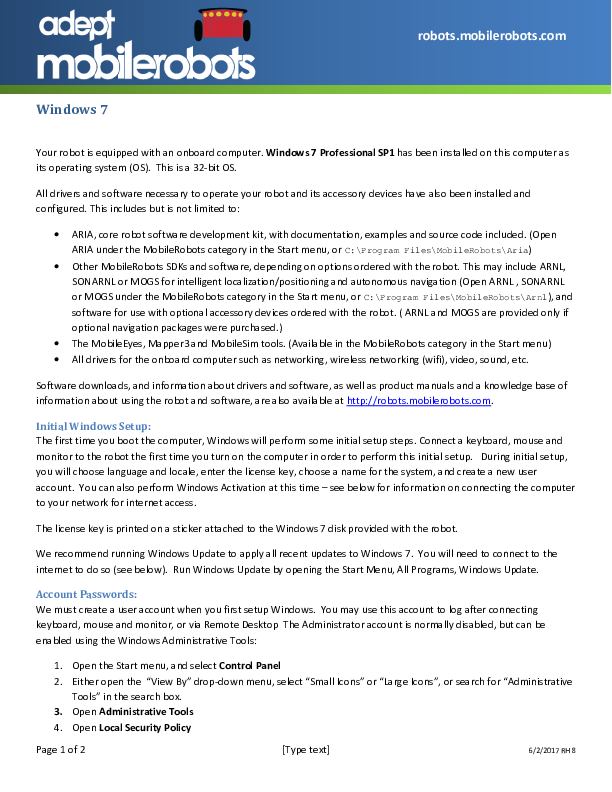 adept
mobilerobots
robots.mobilerobots.com
Windows 7
Your robot is equipped with an onboard computer. Windows 7 Professional SP1 has been installed on this computer as
its operating system (OS).  This is a 32-bit OS.
All drivers and software necessary to operate your robot and its accessory devices have also been installed and
configured. This includes but is not limited to:
• ARIA, core robot software development kit, with documentation, examples and source code included. (Open
ARIA under the MobileRobots category in the Start menu, or C:\Program Files\MobileRobots\Aria)
• Other MobileRobots SDKs and software, depending on options ordered with the robot. This may include ARNL,
SONARNL or MOGS for intelligent localization/positioning and autonomous navigation (Open ARNL , SONARNL
or MOGS under the MobileRobots category in the Start menu, or C:\Program Files\MobileRobots\Arnl), and
software for use with optional accessory devices ordered with the robot. ( ARNL and MOGS are provided only if
optional navigation packages were purchased.)
• The MobileEyes, Mapper3 and MobileSim tools. (Available in the MobileRobots category in the Start menu)
• All drivers for the onboard computer such as networking, wireless networking (wifi), video, sound, etc.
Software downloads, and information about drivers and software, as well as product manuals and a knowledge base of
information about using the robot and software, are also available at http://robots.mobilerobots.com.
Initial Windows Setup:
The first time you boot the computer, Windows will perform some initial setup steps. Connect a keyboard, mouse and
monitor to the robot the first time you turn on the computer in order to perform this initial setup.   During initial setup,
you will choose language and locale, enter the license key, choose a name for the system, and create a new user
account.  You can also perform Windows Activation at this time – see below for information on connecting the computer
to your network for internet access.
The license key is printed on a sticker attached to the Windows 7 disk provided with the robot.
We recommend running Windows Update to apply all recent updates to Windows 7.  You will need to connect to the
internet to do so (see below).  Run Windows Update by opening the Start Menu, All Programs, Windows Update.
Account Passwords:
We must create a user account when you first setup Windows.  You may use this account to log after connecting
keyboard, mouse and monitor, or via Remote Desktop  The Administrator account is normally disabled, but can be
enabled using the Windows Administrative Tools:
1. Open the Start menu, and select Control Panel
2. Either open the  “View By” drop-down menu, select “Small Icons” or “Large Icons”, or search for “Administrative
Tools” in the search box.
3. Open Administrative Tools
4. Open Local Security Policy
Page 1 of 2 [Type text] 6/2/2017 RH8